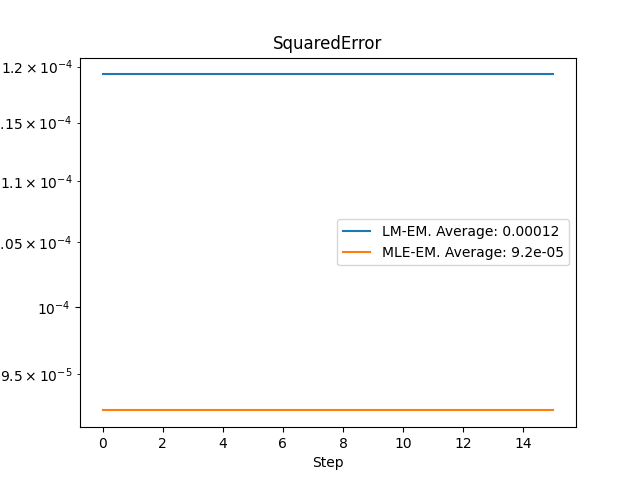 SquaredError
1.2 × 10⁻⁴
.15 × 10⁻⁴
1.1 × 10⁻⁴
.05 × 10⁻⁴
10⁻⁴
9.5 × 10⁻⁵
LM-EM. Average: 0.00012
MLE-EM. Average: 9.2e-05
0 2 4 6 8 10 12 14
Step